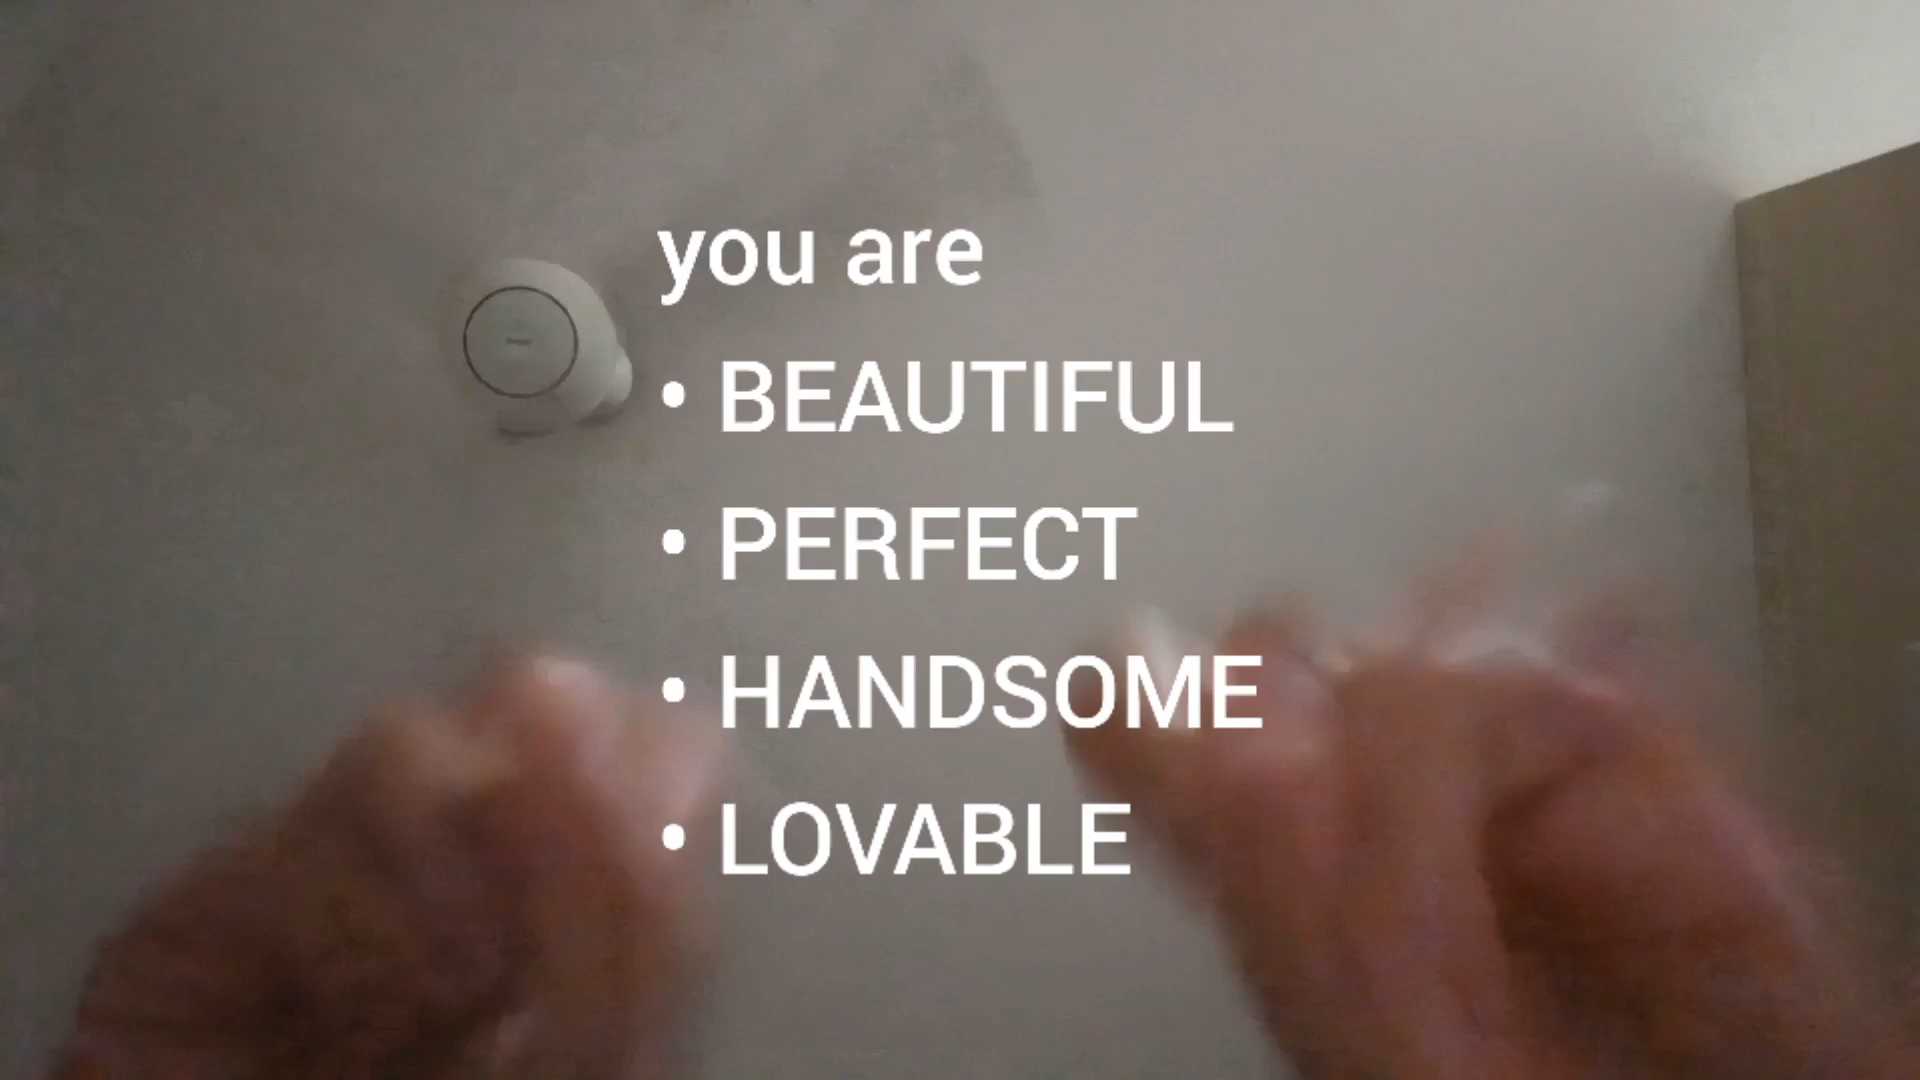 you are
• BEAUTIFUL
• PERFECT
• HANDSOME
• LOVABLE